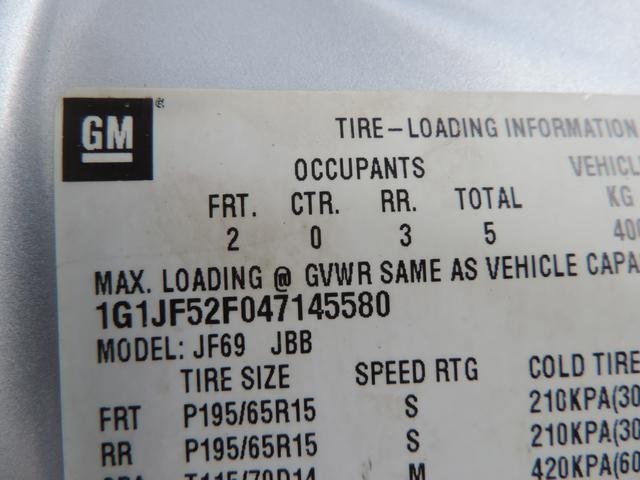 GM
TIRE-LOADING INFORMATION
OCCUPANTS
FRT. CTR. RR. TOTAL KG
2 0 3 5
MAX. LOADING @ GVWR SAME AS VEHICLE
1G1JF52F047145580
MODEL: JF69 JBB
TIRE SIZE SPEED RTG COLD TIRE
FRT P195/65R15 S 210KPA(30
RR P195/65R15 S 210KPA(30
M 420KPA(60